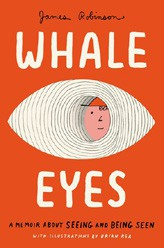 James Robinson
WHALE
EYES
A MEMOIR ABOUT SEEING AND BEING SEEN
WITH ILLUSTRATIONS BY BRIAN REA